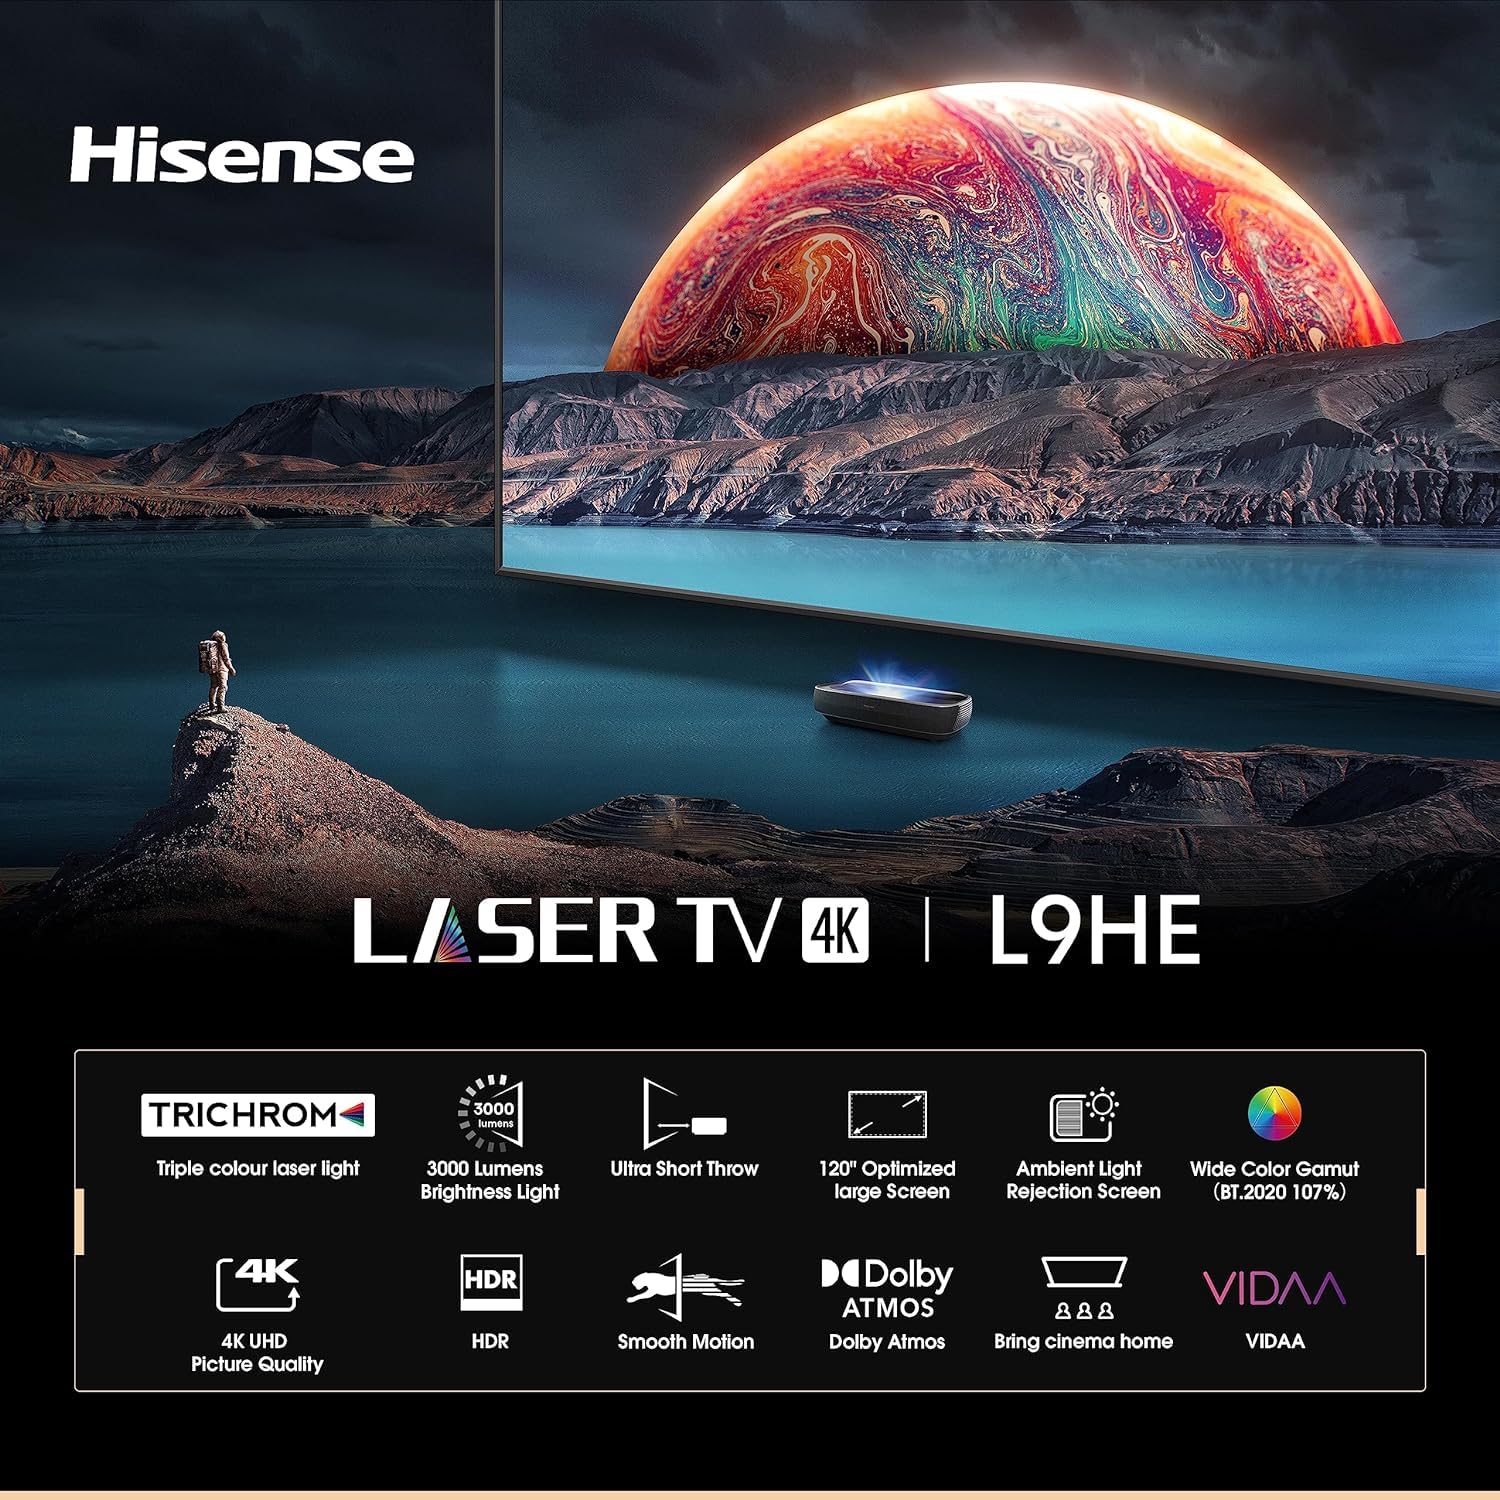 Hisense
LASER TV 4K | L9HE
TRICHROM
Triple colour laser light
3000
lumens
3000 Lumens
Brightness Light
Ultra Short Throw
120" Optimized
large Screen
Ambient Light
Rejection Screen
Wide Color Gamut
(BT.2020 107%)
4K
4K UHD
Picture Quality
HDR
HDR
Smooth Motion
Dolby
ATMOS
Dolby Atmos
Bring cinema home
VIDAA
VIDAA